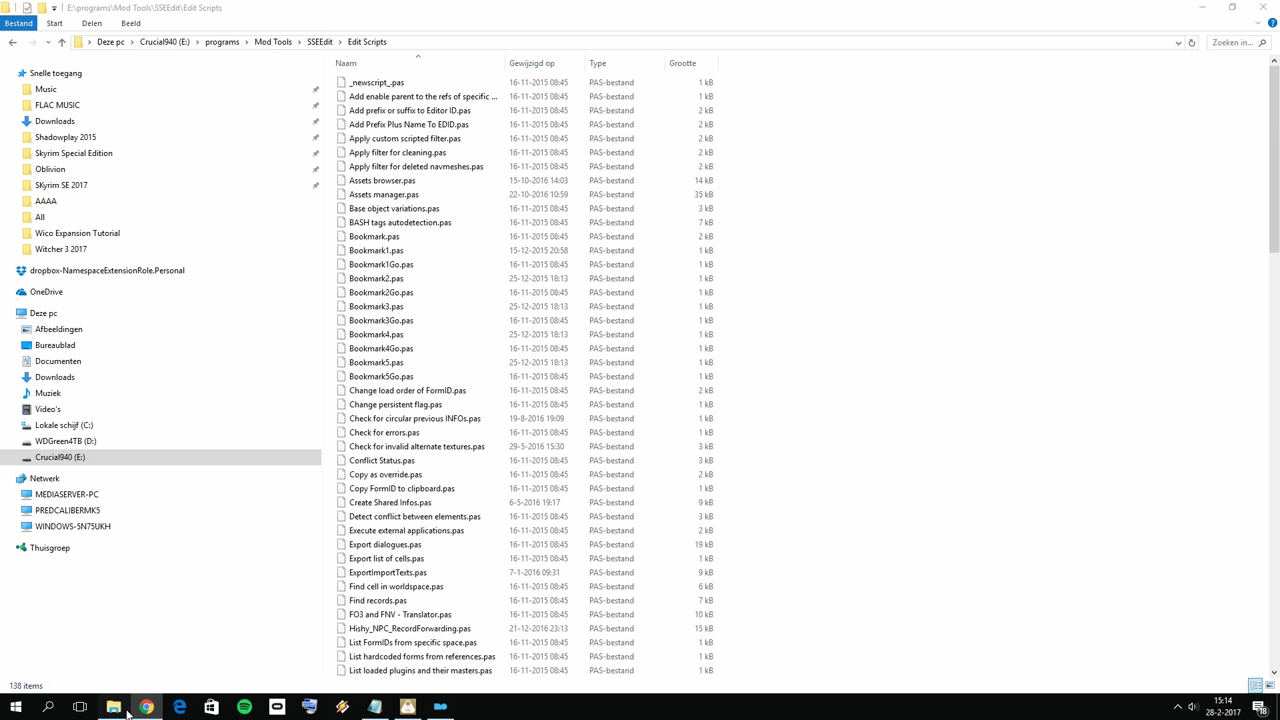 E:\programs\Mod Tools\SSEEdit\Edit Scripts
Bestand Start Delen Beeld
Deze pc Crucial940 (E:) programs Mod Tools SSEEdit Edit Scripts Zoeken in...
Naam Gewijzigd op Type Grootte
Snelle toegang
Music
FLAC MUSIC
Downloads
Shadowplay 2015
Skyrim Special Edition
Oblivion
SKyrim SE 2017
AAAA
All
Wico Expansion Tutorial
Witcher 3 2017
dropbox-NamespaceExtensionRole.Personal
OneDrive
Deze pc
Afbeeldingen
Bureaublad
Documenten
Downloads
Muziek
Video's
Lokale schijf (C:)
WDGreen4TB (D:)
Crucial940 (E:)
Netwerk
MEDIASERVER-PC
PREDCALIBERMK5
WINDOWS-5N75UKH
Thuisgroep
_newscript_.pas 16-11-2015 08:45 PAS-bestand 1 kB
Add enable parent to the refs of specific ... 16-11-2015 08:45 PAS-bestand 1 kB
Add prefix or suffix to Editor ID.pas 16-11-2015 08:45 PAS-bestand 2 kB
Add Prefix Plus Name To EDID.pas 16-11-2015 08:45 PAS-bestand 2 kB
Apply custom scripted filter.pas 16-11-2015 08:45 PAS-bestand 2 kB
Apply filter for cleaning.pas 16-11-2015 08:45 PAS-bestand 2 kB
Apply filter for deleted navmeshes.pas 16-11-2015 08:45 PAS-bestand 2 kB
Assets browser.pas 15-10-2016 14:03 PAS-bestand 14 kB
Assets manager.pas 22-10-2016 10:59 PAS-bestand 35 kB
Base object variations.pas 16-11-2015 08:45 PAS-bestand 3 kB
BASH tags autodetection.pas 16-11-2015 08:45 PAS-bestand 7 kB
Bookmark.pas 16-11-2015 08:45 PAS-bestand 2 kB
Bookmark1.pas 15-12-2015 20:58 PAS-bestand 1 kB
Bookmark1Go.pas 16-11-2015 08:45 PAS-bestand 1 kB
Bookmark2.pas 25-12-2015 18:13 PAS-bestand 1 kB
Bookmark2Go.pas 16-11-2015 08:45 PAS-bestand 1 kB
Bookmark3.pas 25-12-2015 18:13 PAS-bestand 1 kB
Bookmark3Go.pas 16-11-2015 08:45 PAS-bestand 1 kB
Bookmark4.pas 25-12-2015 18:13 PAS-bestand 1 kB
Bookmark4Go.pas 16-11-2015 08:45 PAS-bestand 1 kB
Bookmark5.pas 25-12-2015 18:13 PAS-bestand 1 kB
Bookmark5Go.pas 16-11-2015 08:45 PAS-bestand 1 kB
Change load order of FormID.pas 16-11-2015 08:45 PAS-bestand 2 kB
Change persistent flag.pas 16-11-2015 08:45 PAS-bestand 1 kB
Check for circular previous INFOs.pas 19-8-2016 19:09 PAS-bestand 1 kB
Check for errors.pas 16-11-2015 08:45 PAS-bestand 1 kB
Check for invalid alternate textures.pas 29-5-2016 15:30 PAS-bestand 3 kB
Conflict Status.pas 16-11-2015 08:45 PAS-bestand 3 kB
Copy as override.pas 16-11-2015 08:45 PAS-bestand 2 kB
Copy FormID to clipboard.pas 16-11-2015 08:45 PAS-bestand 1 kB
Create Shared Infos.pas 6-5-2016 19:17 PAS-bestand 9 kB
Detect conflict between elements.pas 16-11-2015 08:45 PAS-bestand 3 kB
Execute external applications.pas 16-11-2015 08:45 PAS-bestand 2 kB
Export dialogues.pas 16-11-2015 08:45 PAS-bestand 19 kB
Export list of cells.pas 16-11-2015 08:45 PAS-bestand 1 kB
ExportImportTexts.pas 7-1-2016 09:31 PAS-bestand 9 kB
Find cell in worldspace.pas 16-11-2015 08:45 PAS-bestand 6 kB
Find records.pas 16-11-2015 08:45 PAS-bestand 7 kB
FO3 and FNV - Translator.pas 16-11-2015 08:45 PAS-bestand 10 kB
Hishy_NPC_RecordForwarding.pas 21-12-2016 23:13 PAS-bestand 15 kB
List FormIDs from specific space.pas 16-11-2015 08:45 PAS-bestand 1 kB
List hardcoded forms from references.pas 16-11-2015 08:45 PAS-bestand 1 kB
List loaded plugins and their masters.pas 16-11-2015 08:45 PAS-bestand 1 kB
138 items
15:14
28-2-2017
18